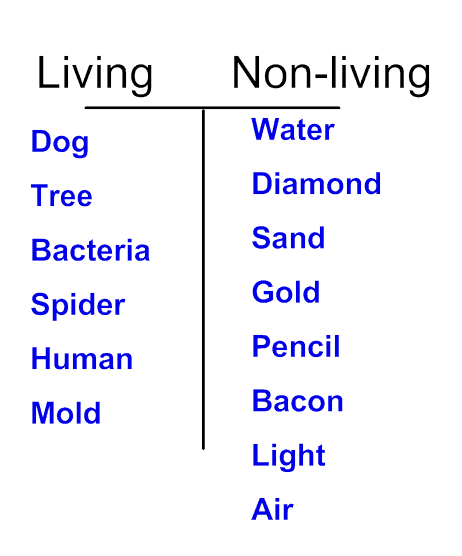 Living Non-living
Dog
Tree
Bacteria
Spider
Human
Mold
Water
Diamond
Sand
Gold
Pencil
Bacon
Light
Air